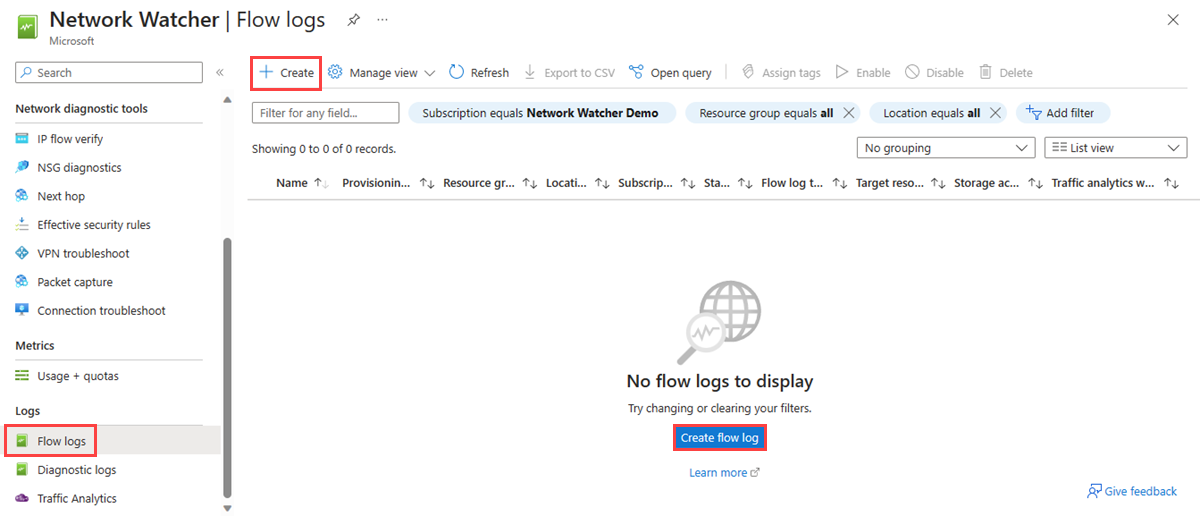 Network Watcher | Flow logs
Microsoft
Search
Network diagnostic tools
IP flow verify
NSG diagnostics
Next hop
Effective security rules
VPN troubleshoot
Packet capture
Connection troubleshoot
Metrics
Usage + quotas
Logs
Flow logs
Diagnostic logs
Traffic Analytics
Create Manage view Refresh Export to CSV Open query Assign tags Enable Disable Delete
Filter for any field... Subscription equals Network Watcher Demo Resource group equals all Location equals all Add filter
Showing 0 to 0 of 0 records. No grouping List view
Name Provisionin... Resource gr... Locati... Subscrip... Sta... Flow log t... Target reso... Storage ac... Traffic analytics w...
No flow logs to display
Try changing or clearing your filters.
Create flow log
Learn more
Give feedback